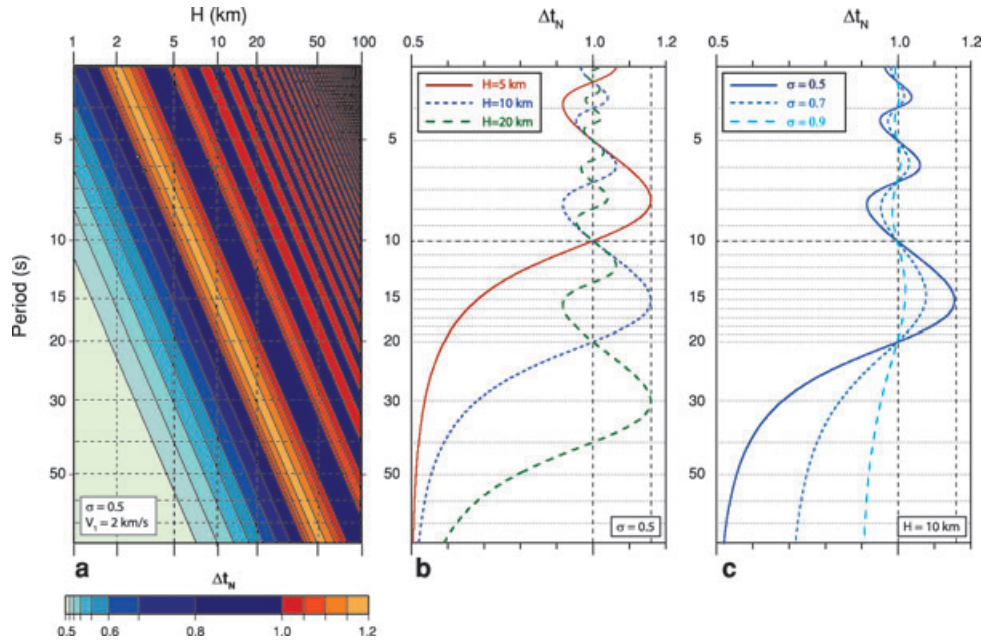 H (km)
1 2 5 10 20 50 100
Period (s)
5
10
15
20
30
50
σ = 0.5
V₁ = 2 km/s
a
Δt_N
0.5 0.6 0.8 1.0 1.2
Δt_N
0.5 1.0 1.2
H=5 km
H=10 km
H=20 km
5
10
15
20
30
50
σ = 0.5
b
Δt_N
0.5 1.0 1.2
σ = 0.5
σ = 0.7
σ = 0.9
5
10
15
20
30
50
H = 10 km
c